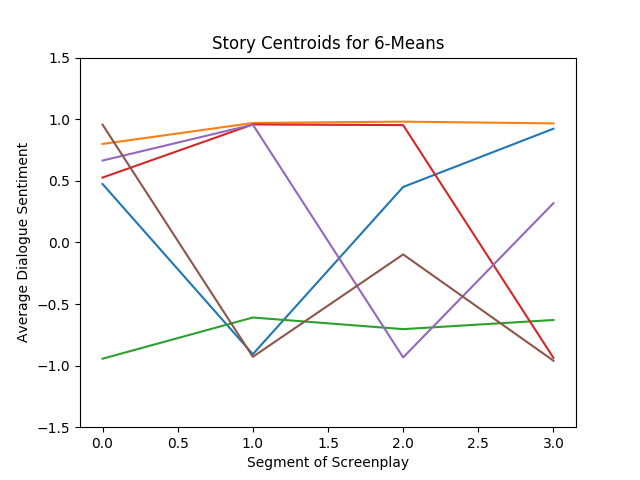 Story Centroids for 6-Means
1.5
1.0
0.5
0.0
−0.5
−1.0
−1.5
Average Dialogue Sentiment
0.0 0.5 1.0 1.5 2.0 2.5 3.0
Segment of Screenplay